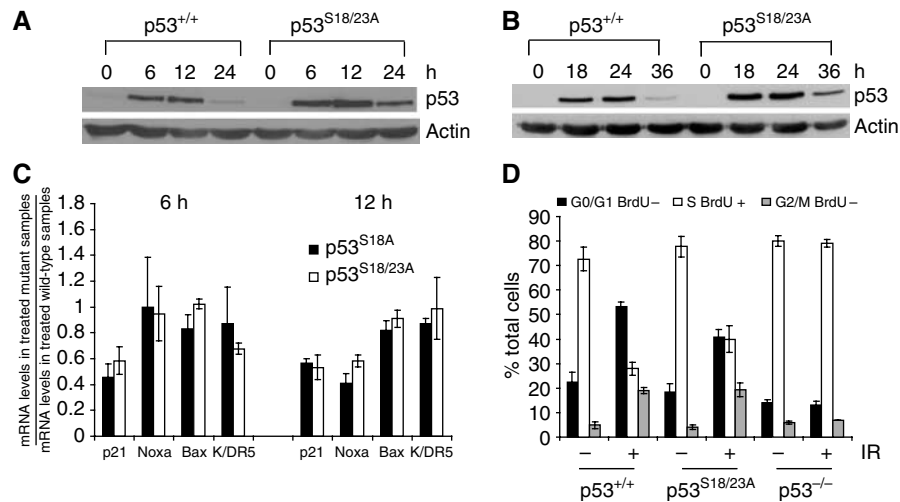 A
p53+/+ p53S18/23A
0 6 12 24 0 6 12 24 h
p53
Actin
B
p53+/+ p53S18/23A
0 18 24 36 0 18 24 36 h
p53
Actin
C
6 h 12 h
mRNA levels in treated mutant samples
mRNA levels in treated wild-type samples
1.8
1.6
1.4
1.2
1
0.8
0.6
0.4
0.2
0
p53S18A
p53S18/23A
p21 Noxa Bax K/DR5 p21 Noxa Bax K/DR5
D
G0/G1 BrdU− S BrdU + G2/M BrdU−
% total cells
90
80
70
60
50
40
30
20
10
0
− + − + − + IR
p53+/+ p53S18/23A p53−/−